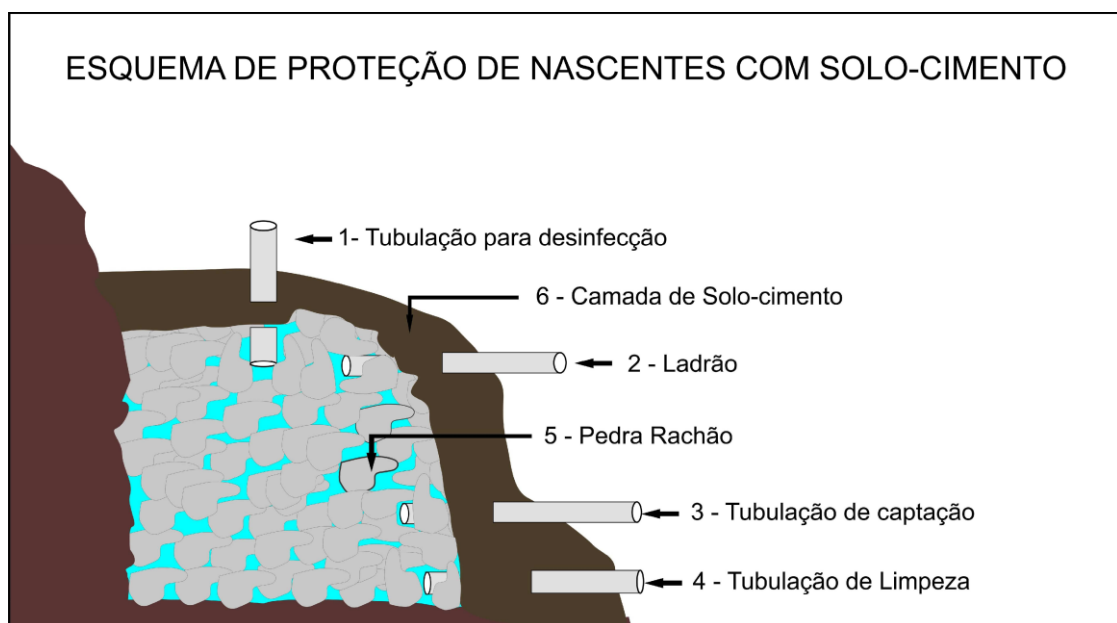 ESQUEMA DE PROTEÇÃO DE NASCENTES COM SOLO-CIMENTO
1- Tubulação para desinfecção
6 - Camada de Solo-cimento
2 - Ladrão
5 - Pedra Rachão
3 - Tubulação de captação
4 - Tubulação de Limpeza